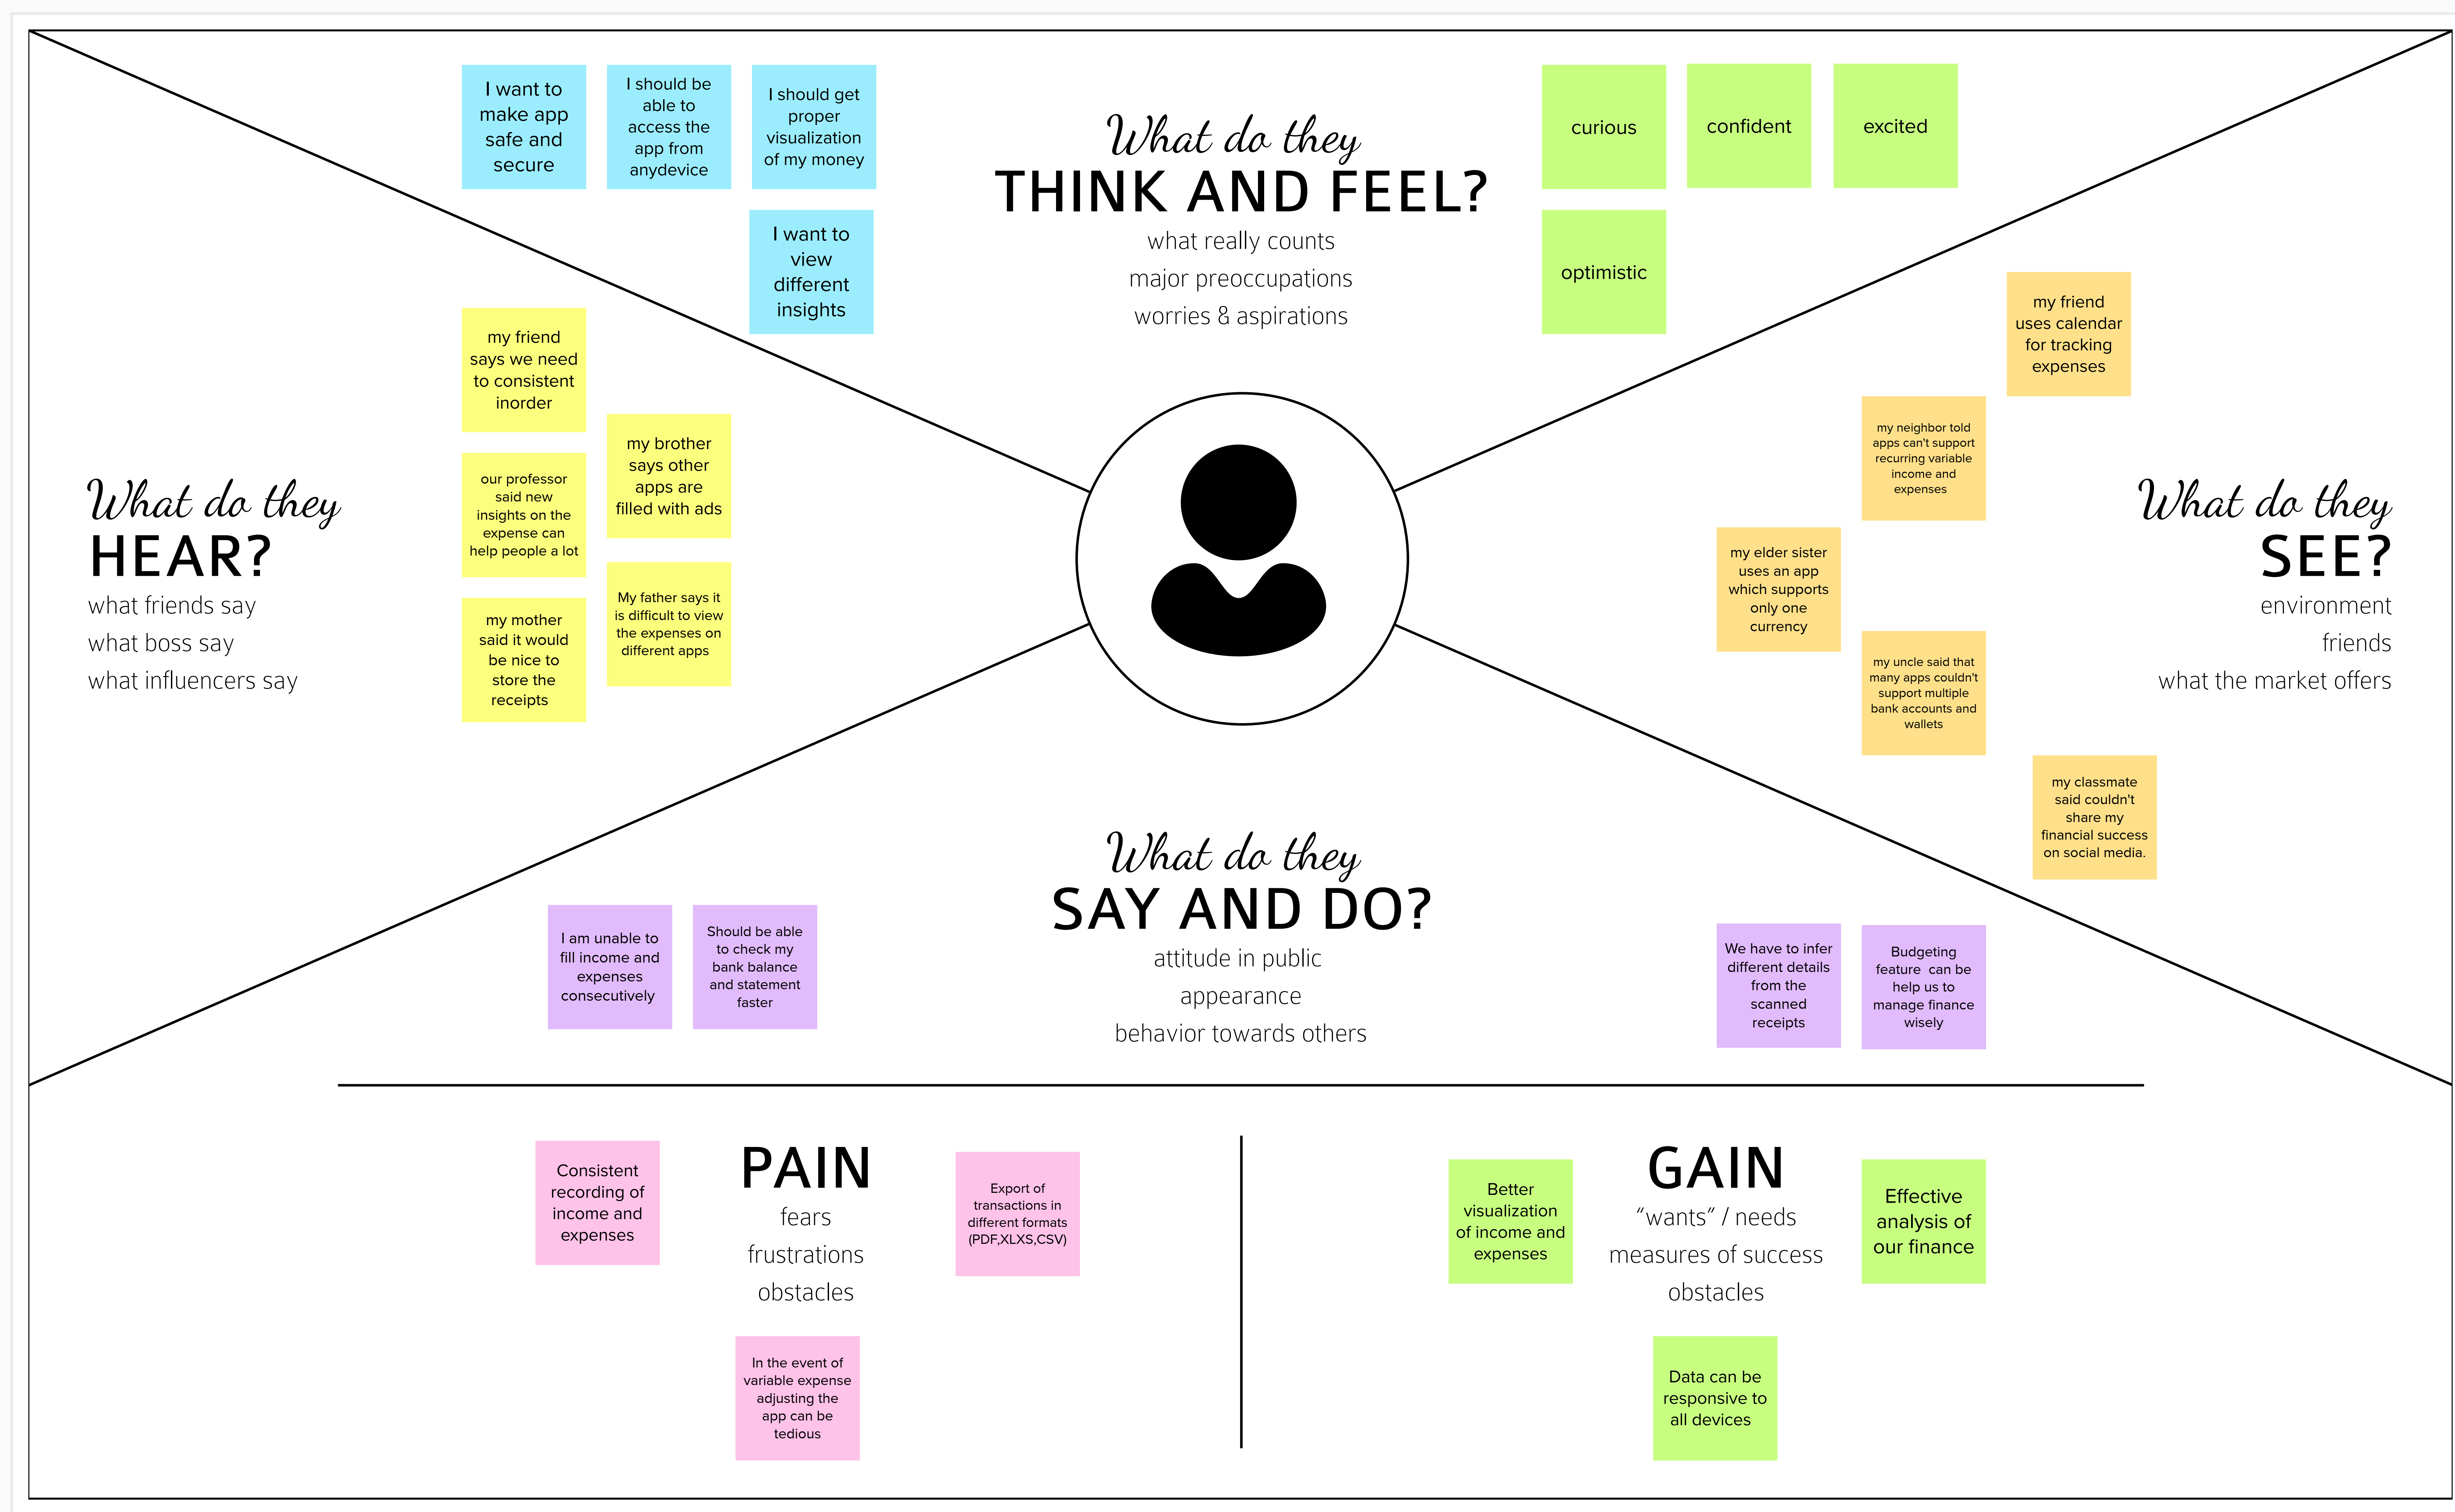 I want to
make app
safe and
secure
I should be
able to
access the
app from
anydevice
I should get
proper
visualization
of my money
I want to
view
different
insights
What do they
THINK AND FEEL?
what really counts
major preoccupations
worries & aspirations
curious
confident
excited
optimistic
What do they
HEAR?
what friends say
what boss say
what influencers say
my friend
says we need
to consistent
inorder
our professor
said new
insights on the
expense can
help people a lot
my mother
said it would
be nice to
store the
receipts
my brother
says other
apps are
filled with ads
My father says it
is difficult to view
the expenses on
different apps
my friend
uses calendar
for tracking
expenses
my neighbor told
apps can't support
recurring variable
income and
expenses
my elder sister
uses an app
which supports
only one
currency
my uncle said that
many apps couldn't
support multiple
bank accounts and
wallets
my classmate
said couldn't
share my
financial success
on social media.
What do they
SEE?
environment
friends
what the market offers
What do they
SAY AND DO?
attitude in public
appearance
behavior towards others
I am unable to
fill income and
expenses
consecutively
Should be able
to check my
bank balance
and statement
faster
We have to infer
different details
from the
scanned
receipts
Budgeting
feature  can be
help us to
manage finance
wisely
Consistent
recording of
income and
expenses
PAIN
fears
frustrations
obstacles
Export of
transactions in
different formats
(PDF,XLXS,CSV)
In the event of
variable expense
adjusting the
app can be
tedious
Better
visualization
of income and
expenses
GAIN
“wants” / needs
measures of success
obstacles
Effective
analysis of
our finance
Data can be
responsive to
all devices